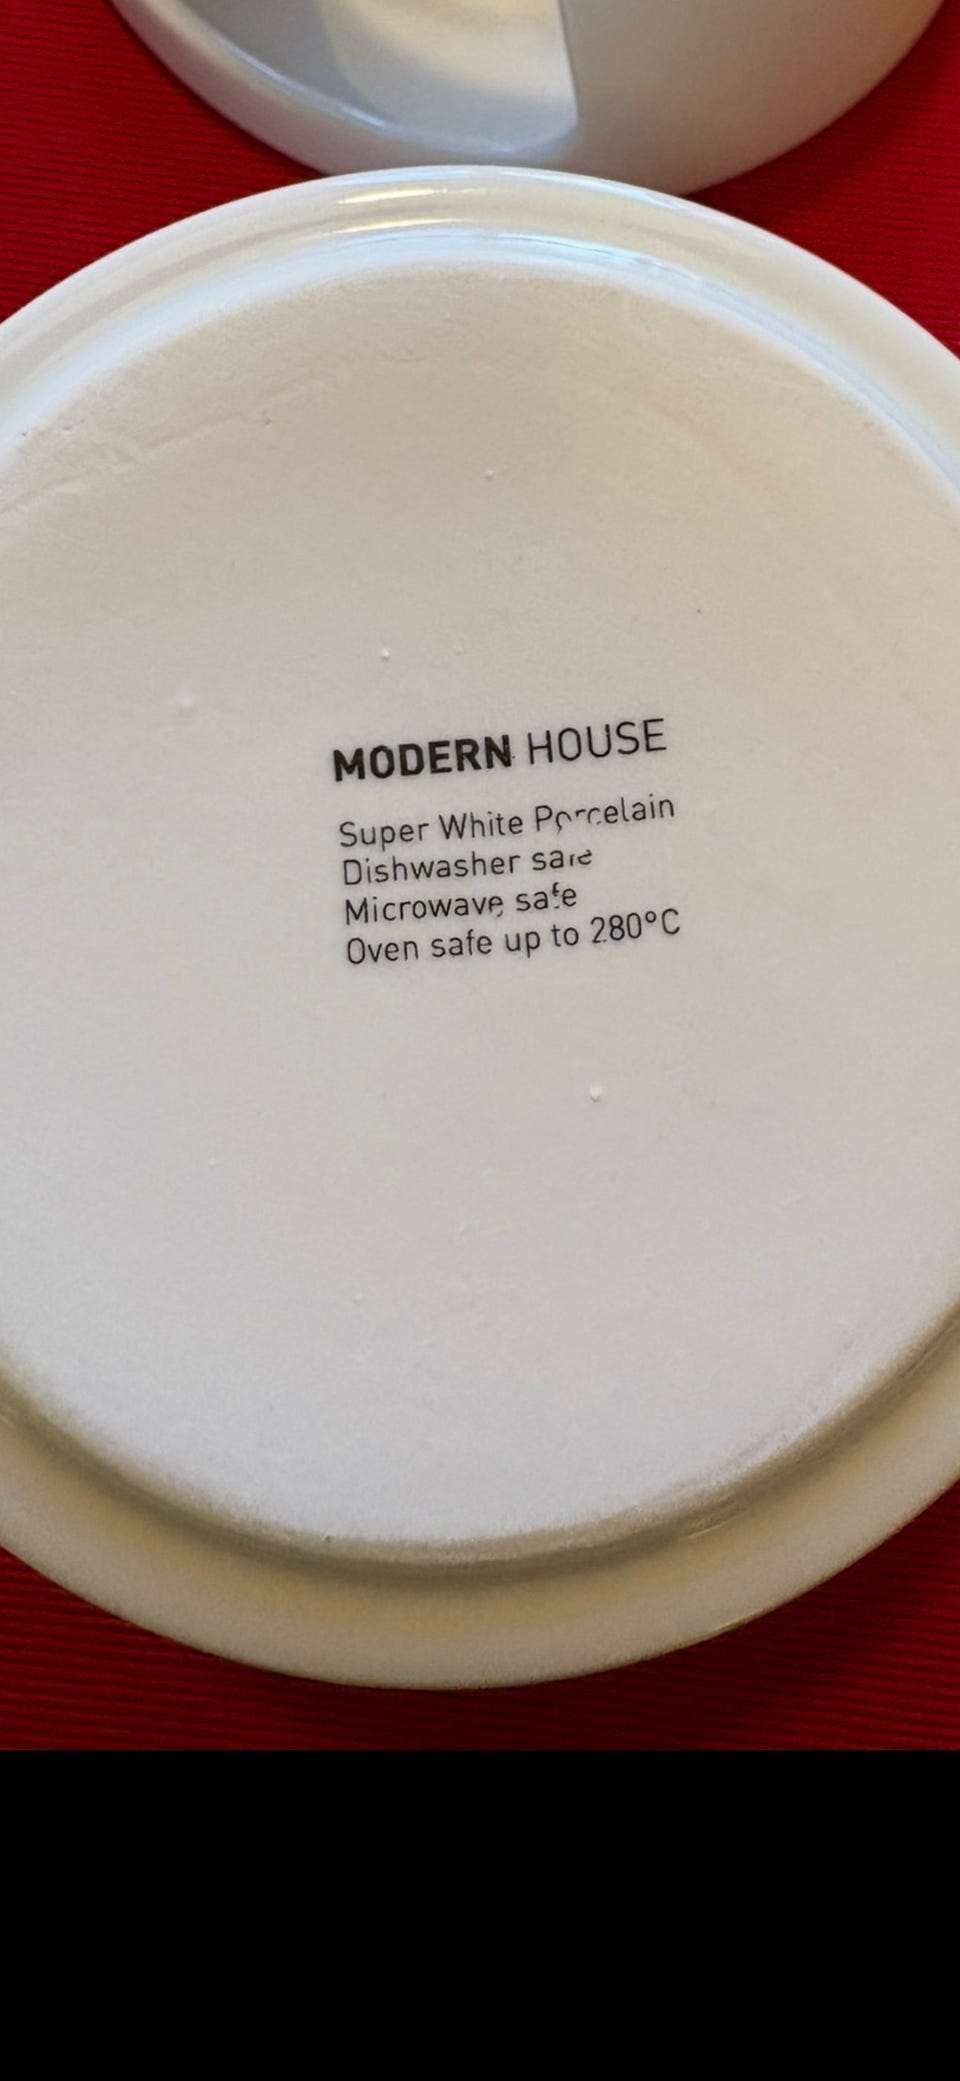 MODERN HOUSE
Super White Porcelain
Dishwasher safe
Microwave safe
Oven safe up to 280°C